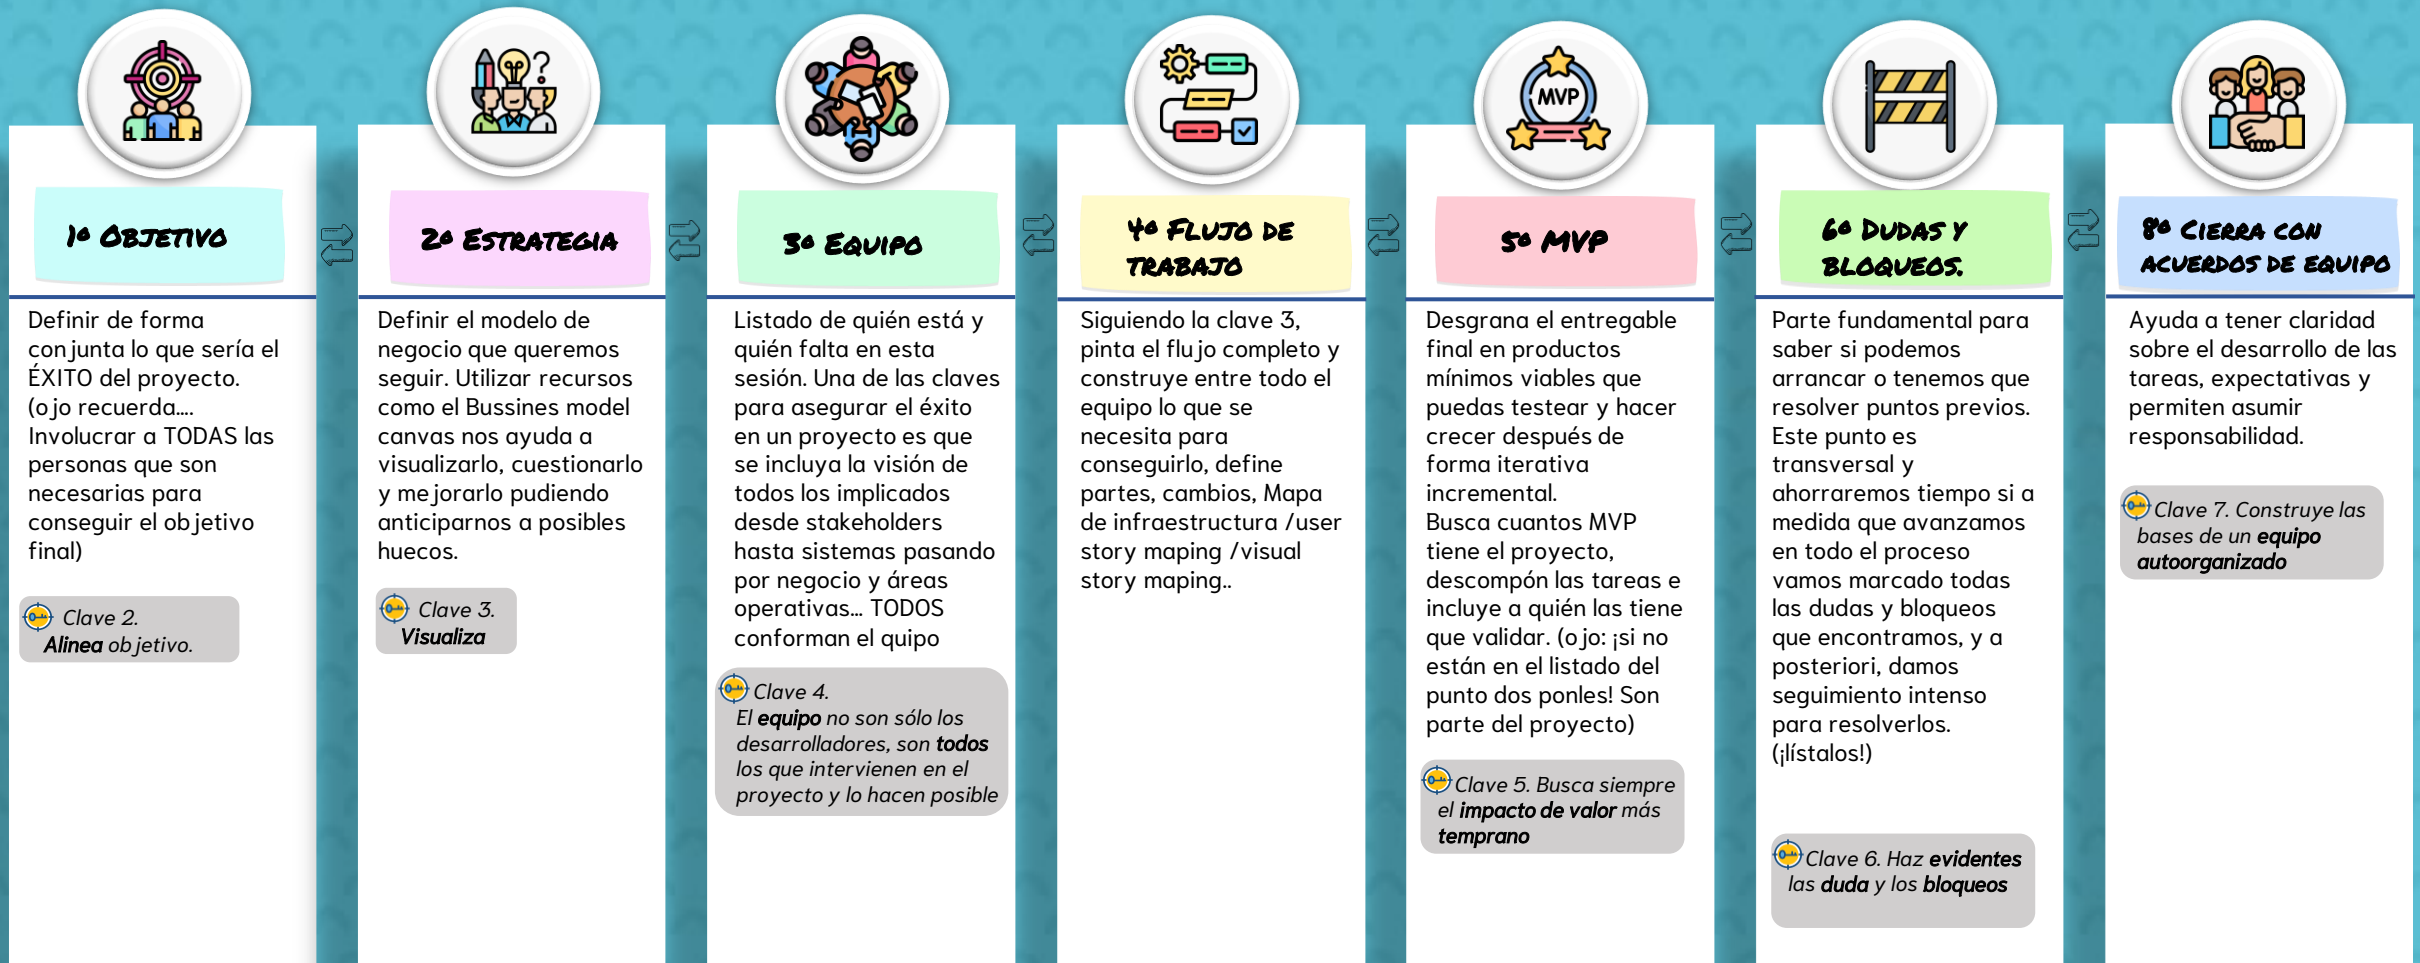 1º OBJETIVO
Definir de forma
conjunta lo que sería el
ÉXITO del proyecto.
(ojo recuerda....
Involucrar a TODAS las
personas que son
necesarias para
conseguir el objetivo
final)
Clave 2.
Alinea objetivo.
2º ESTRATEGIA
Definir el modelo de
negocio que queremos
seguir. Utilizar recursos
como el Bussines model
canvas nos ayuda a
visualizarlo, cuestionarlo
y mejorarlo pudiendo
anticiparnos a posibles
huecos.
Clave 3.
Visualiza
3º EQUIPO
Listado de quién está y
quién falta en esta
sesión. Una de las claves
para asegurar el éxito
en un proyecto es que
se incluya la visión de
todos los implicados
desde stakeholders
hasta sistemas pasando
por negocio y áreas
operativas... TODOS
conforman el quipo
Clave 4.
El equipo no son sólo los
desarrolladores, son todos
los que intervienen en el
proyecto y lo hacen posible
4º FLUJO DE
TRABAJO
Siguiendo la clave 3,
pinta el flujo completo y
construye entre todo el
equipo lo que se
necesita para
conseguirlo, define
partes, cambios, Mapa
de infraestructura /user
story maping /visual
story maping..
MVP
5º MVP
Desgrana el entregable
final en productos
mínimos viables que
puedas testear y hacer
crecer después de
forma iterativa
incremental.
Busca cuantos MVP
tiene el proyecto,
descompón las tareas e
incluye a quién las tiene
que validar. (ojo: ¡si no
están en el listado del
punto dos ponles! Son
parte del proyecto)
Clave 5. Busca siempre
el impacto de valor más
temprano
6º DUDAS Y
BLOQUEOS.
Parte fundamental para
saber si podemos
arrancar o tenemos que
resolver puntos previos.
Este punto es
transversal y
ahorraremos tiempo si a
medida que avanzamos
en todo el proceso
vamos marcado todas
las dudas y bloqueos
que encontramos, y a
posteriori, damos
seguimiento intenso
para resolverlos.
(¡lístalos!)
Clave 6. Haz evidentes
las duda y los bloqueos
8º CIERRA CON
ACUERDOS DE EQUIPO
Ayuda a tener claridad
sobre el desarrollo de las
tareas, expectativas y
permiten asumir
responsabilidad.
Clave 7. Construye las
bases de un equipo
autoorganizado